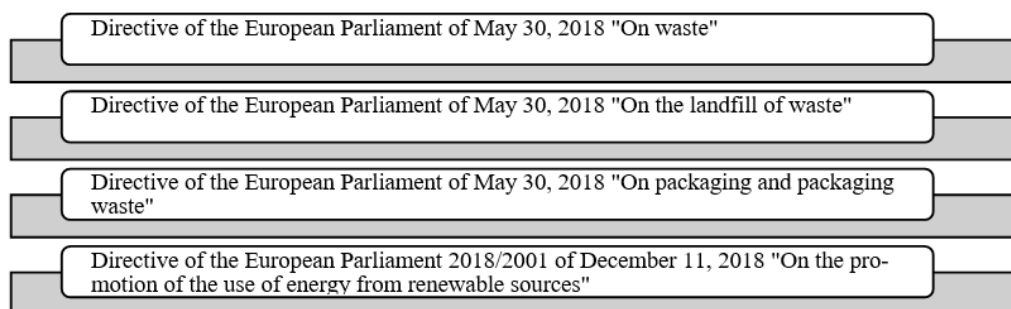 Directive of the European Parliament of May 30, 2018 "On waste"
Directive of the European Parliament of May 30, 2018 "On the landfill of waste"
Directive of the European Parliament of May 30, 2018 "On packaging and packaging
waste"
Directive of the European Parliament 2018/2001 of December 11, 2018 "On the pro-
motion of the use of energy from renewable sources"